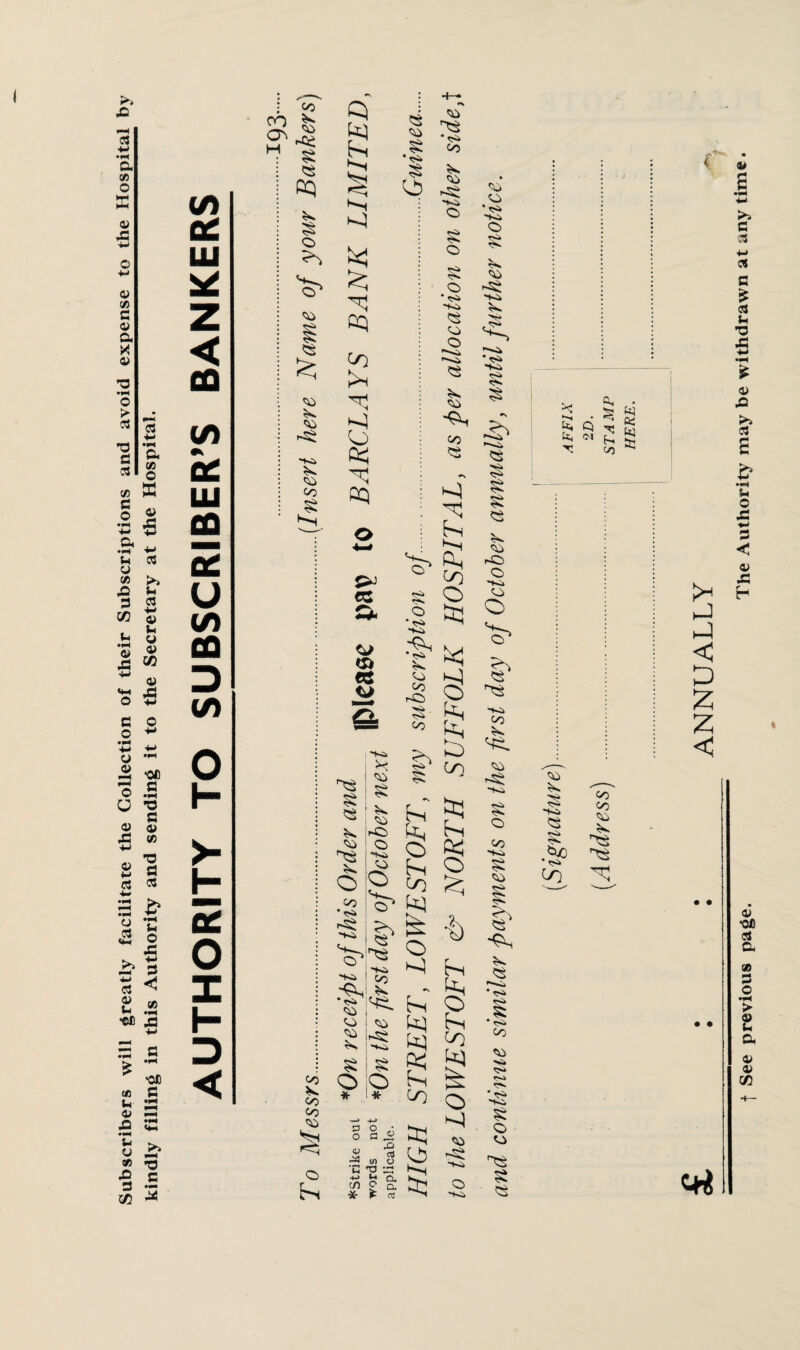 Subscribers will greatly facilitate the Collection of their Subscriptions and avoid expense to the Hospital by
kindly filling in this Authority and sending it to the Secretary at the Hospital.
AUTHORITY TO SUBSCRIBER'S BANKERS
193
To Messrs. (Insert here Name of your Bankers)
*On receipt of this Order and
*On the first day of October next
please pay to BARCLAYS BANK LIMITED,
*strike out
words not
applicable.
HIGH STREET, LOWESTOFT, my subscription of Guinea
to the LOWESTOFT & NORTH SUFFOLK HOSPITAL, as per allocation on other side,†
and continue similar payments on the first day of October annually, until further notice.
(Signature)
(Address)
AFFIX
2D.
STAMP
HERE.
£ : : ANNUALLY
† See previous page.
The Authority may be withdrawn at any time.